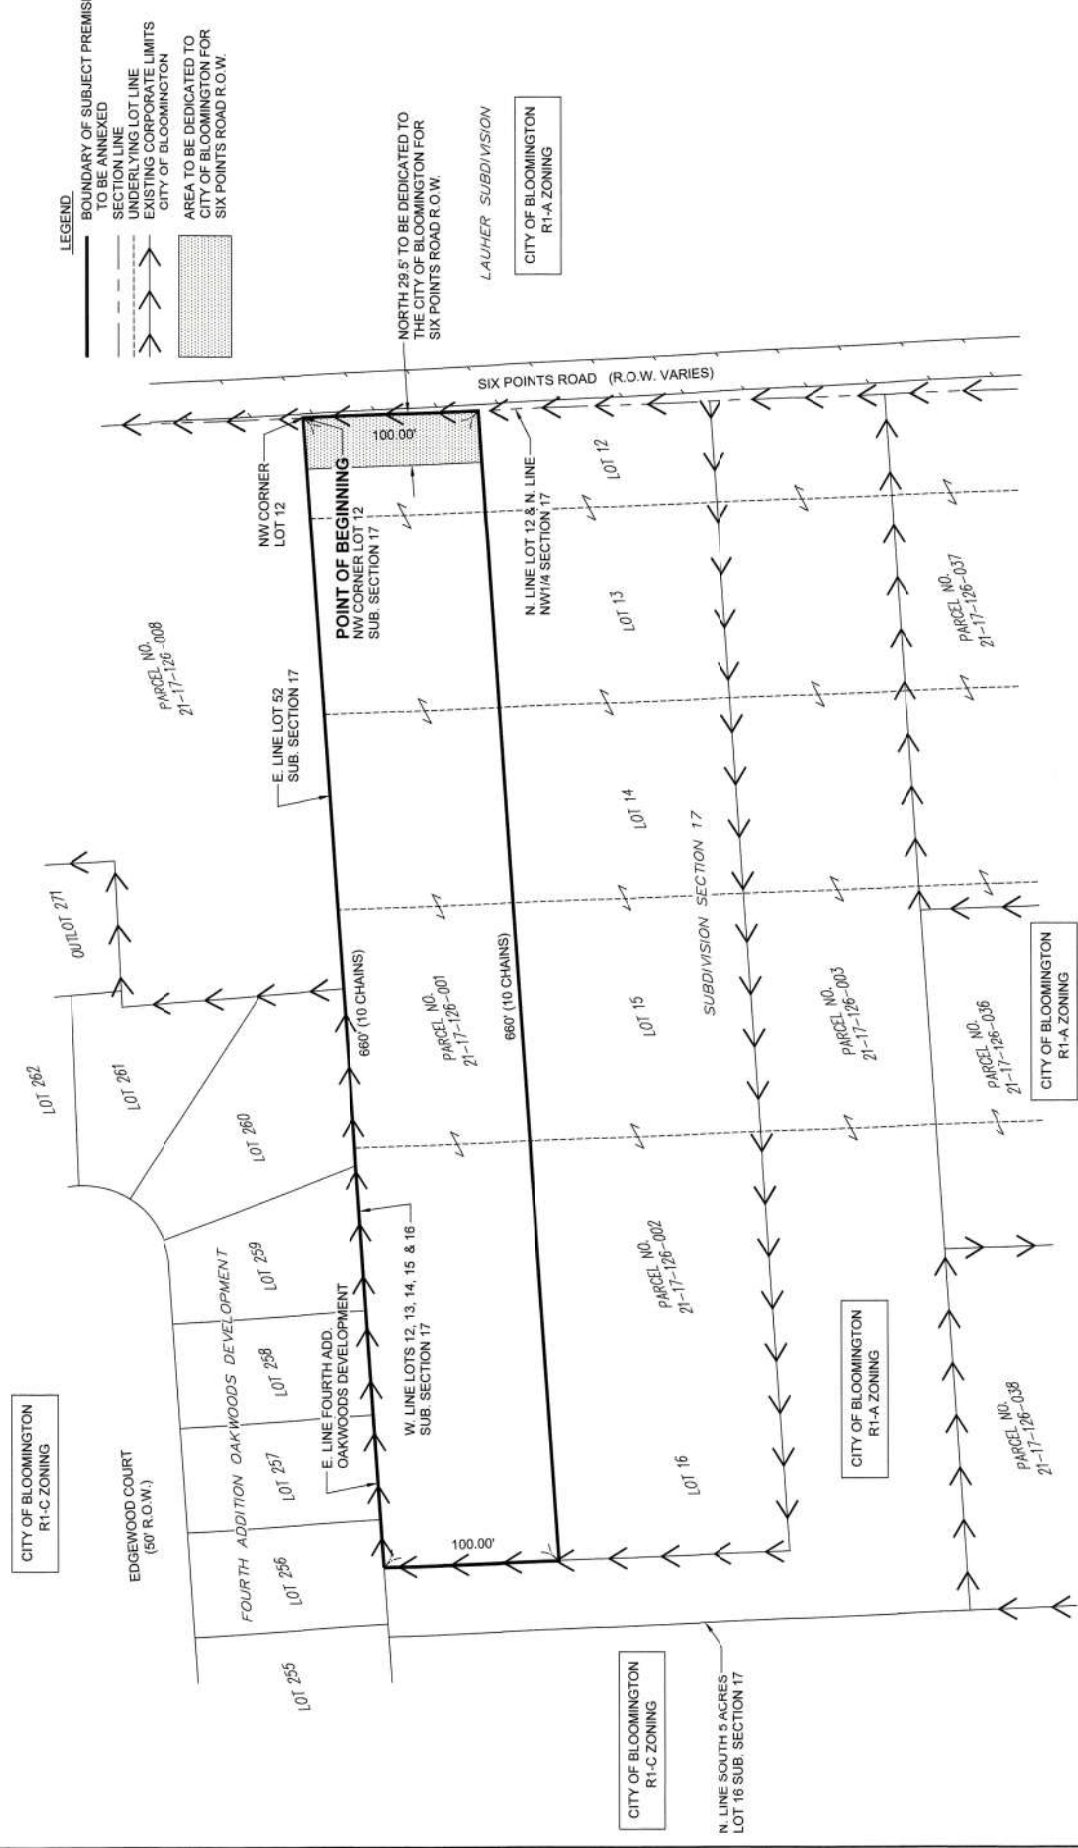 LEGEND
BOUNDARY OF SUBJECT PREMIS
TO BE ANNEXED
SECTION LINE
UNDERLYING LOT LINE
EXISTING CORPORATE LIMITS
CITY OF BLOOMINGTON
AREA TO BE DEDICATED TO
CITY OF BLOOMINGTON FOR
SIX POINTS ROAD R.O.W.
NORTH 29.5' TO BE DEDICATED TO
THE CITY OF BLOOMINGTON FOR
SIX POINTS ROAD R.O.W.
LAUHER SUBDIVISION
CITY OF BLOOMINGTON
R1-A ZONING
SIX POINTS ROAD (R.O.W. VARIES)
NW CORNER
LOT 12
100.00'
POINT OF BEGINNING
NW CORNER LOT 12
SUB. SECTION 17
N. LINE LOT 12 & N. LINE
NW1/4 SECTION 17
LOT 12
PARCEL NO.
21-17-126-008
E. LINE LOT 52
SUB. SECTION 17
LOT 13
PARCEL NO.
21-17-126-037
LOT 14
SUBDIVISION SECTION 17
OUTLOT 271
LOT 262
LOT 261
LOT 260
660' (10 CHAINS)
PARCEL NO.
21-17-126-001
660' (10 CHAINS)
LOT 15
PARCEL NO.
21-17-126-003
PARCEL NO.
21-17-126-036
CITY OF BLOOMINGTON
R1-A ZONING
FOURTH ADDITION OAKWOODS DEVELOPMENT
LOT 259
LOT 258
LOT 257
LOT 256
LOT 255
E. LINE FOURTH ADD.
OAKWOODS DEVELOPMENT
W. LINE LOTS 12, 13, 14, 15 & 16
SUB. SECTION 17
PARCEL NO.
21-17-126-002
CITY OF BLOOMINGTON
R1-A ZONING
CITY OF BLOOMINGTON
R1-C ZONING
EDGEWOOD COURT
(50' R.O.W.)
100.00'
LOT 16
PARCEL NO.
21-17-126-038
CITY OF BLOOMINGTON
R1-C ZONING
N. LINE SOUTH 5 ACRES
LOT 16 SUB. SECTION 17